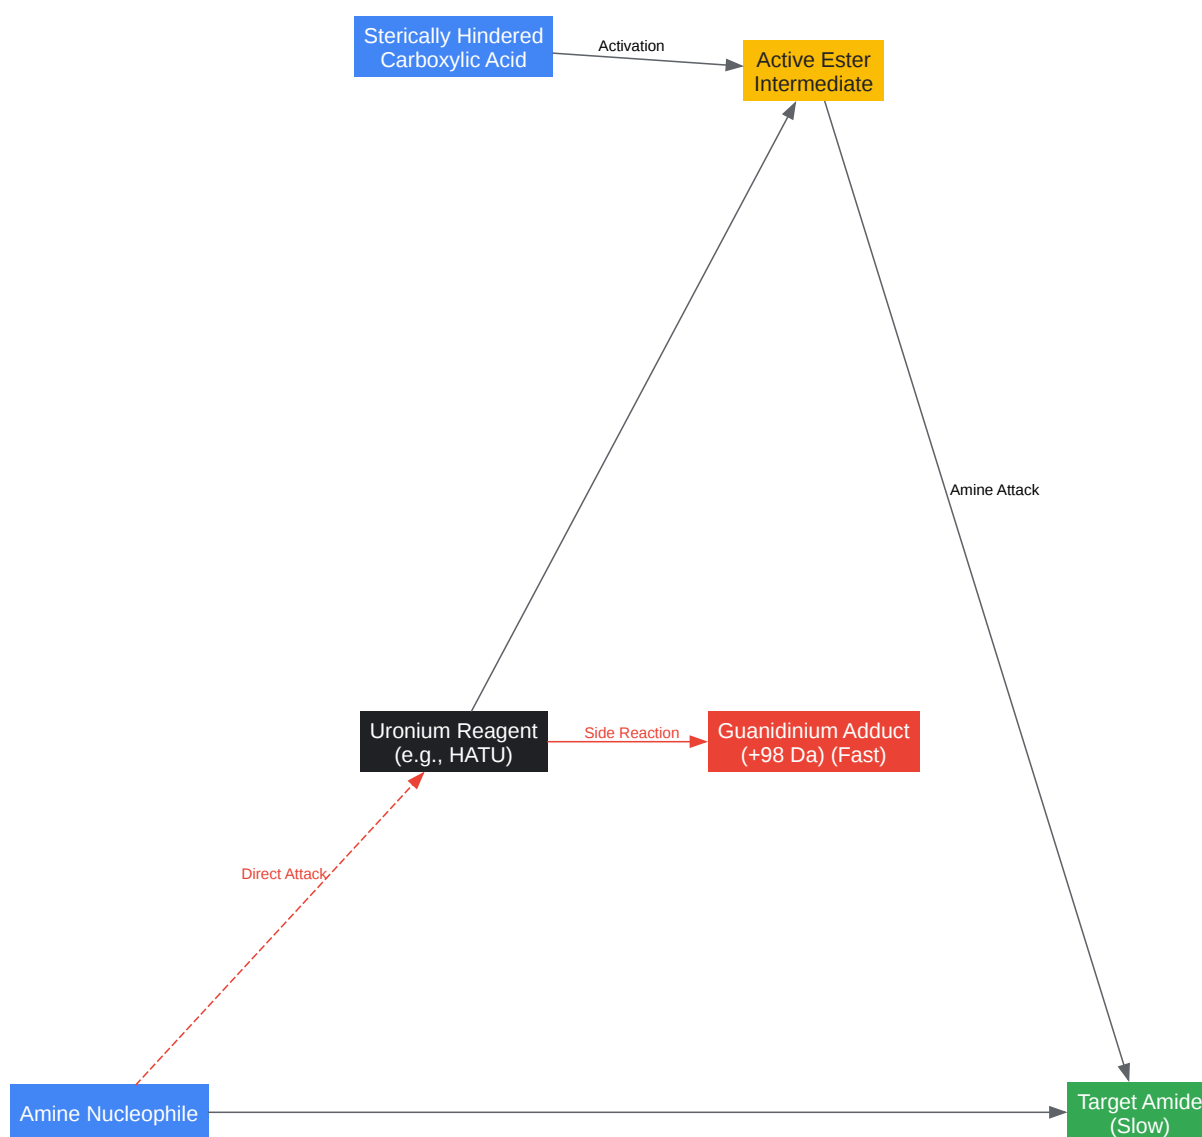 Sterically Hindered
Carboxylic Acid
Activation
Active Ester
Intermediate
Amine Attack
Uronium Reagent
(e.g., HATU)
Side Reaction
Guanidinium Adduct
(+98 Da) (Fast)
Direct Attack
Amine Nucleophile
Target Amide
(Slow)